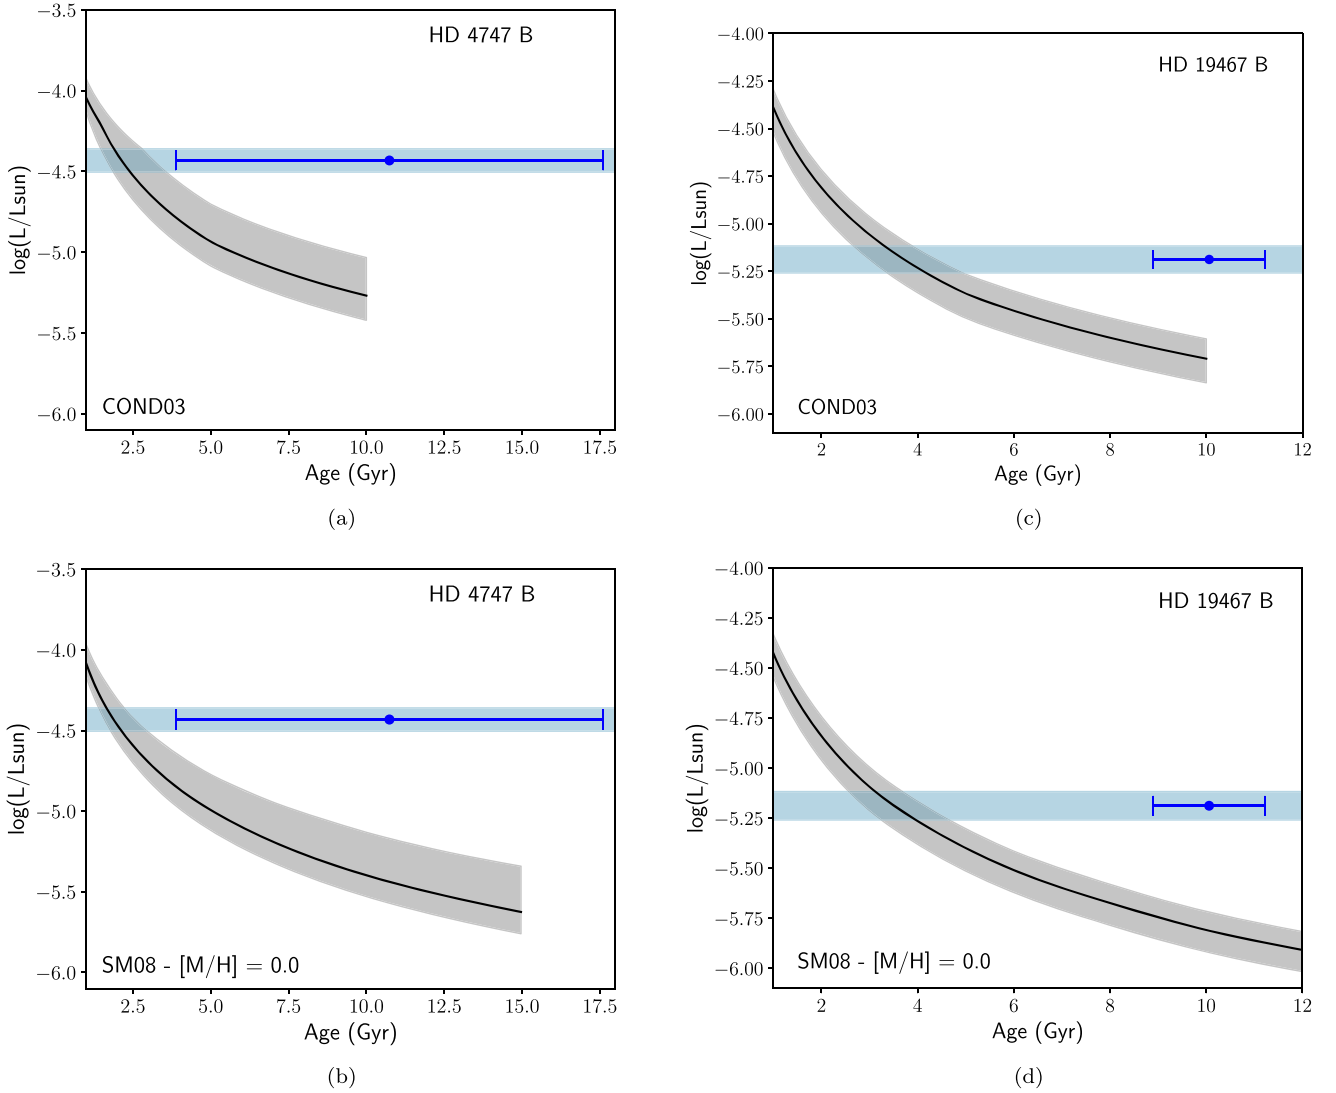 HD 4747 B
log(L/Lsun)
−3.5
−4.0
−4.5
−5.0
−5.5
−6.0
COND03
2.5 5.0 7.5 10.0 12.5 15.0 17.5
Age (Gyr)
(a)
HD 19467 B
log(L/Lsun)
−4.00
−4.25
−4.50
−4.75
−5.00
−5.25
−5.50
−5.75
−6.00
COND03
2 4 6 8 10 12
Age (Gyr)
(c)
HD 4747 B
log(L/Lsun)
−3.5
−4.0
−4.5
−5.0
−5.5
−6.0
SM08 - [M/H] = 0.0
2.5 5.0 7.5 10.0 12.5 15.0 17.5
Age (Gyr)
(b)
HD 19467 B
log(L/Lsun)
−4.00
−4.25
−4.50
−4.75
−5.00
−5.25
−5.50
−5.75
−6.00
SM08 - [M/H] = 0.0
2 4 6 8 10 12
Age (Gyr)
(d)